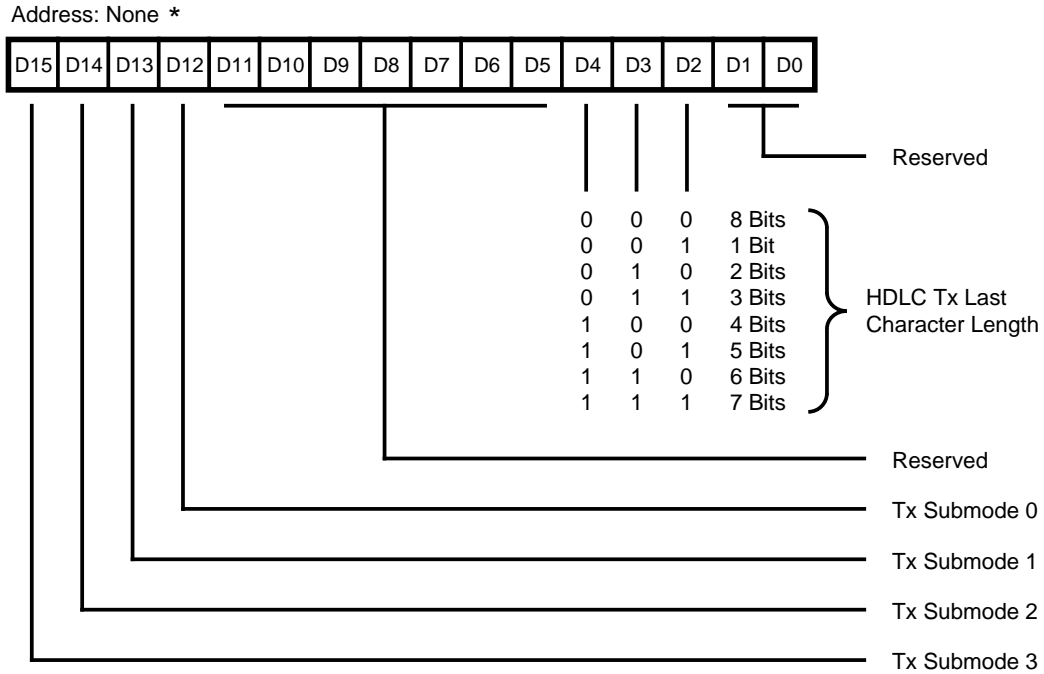 Address: None *
D15 D14 D13 D12 D11 D10 D9 D8 D7 D6 D5 D4 D3 D2 D1 D0
Reserved
0 0 0 8 Bits
0 0 1 1 Bit
0 1 0 2 Bits
0 1 1 3 Bits
1 0 0 4 Bits
1 0 1 5 Bits
1 1 0 6 Bits
1 1 1 7 Bits
HDLC Tx Last
Character Length
Reserved
Tx Submode 0
Tx Submode 1
Tx Submode 2
Tx Submode 3